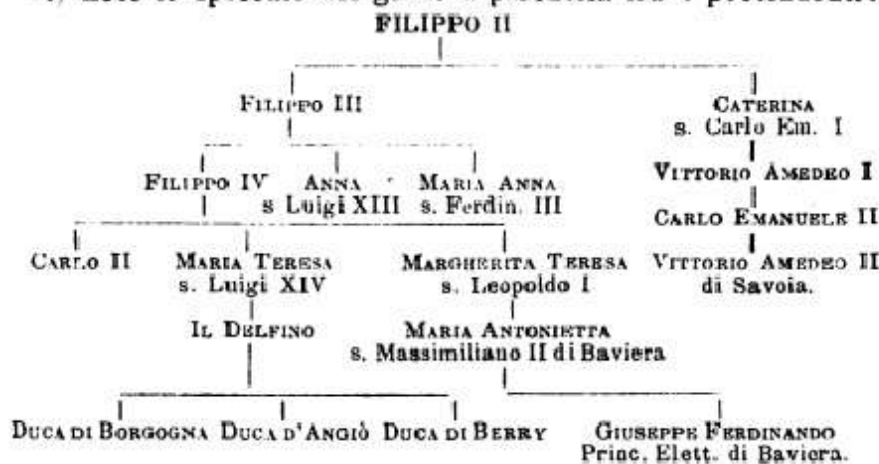 FILIPPO II
FILIPPO III
CATERINA
s. Carlo Em. I
FILIPPO IV
ANNA
s Luigi XIII
MARIA ANNA
s. Ferdin. III
VITTORIO AMEDEO I
CARLO EMANUELE II
CARLO II
MARIA TERESA
s. Luigi XIV
MARGHERITA TERESA
s. Leopoldo I
VITTORIO AMEDEO II
di Savoia.
IL DELFINO
MARIA ANTONIETTA
s. Massimiliano II di Baviera
DUCA DI BORGOGNA DUCA D'ANGIÒ DUCA DI BERRY
GIUSEPPE FERDINANDO
Princ. Elett. di Baviera.